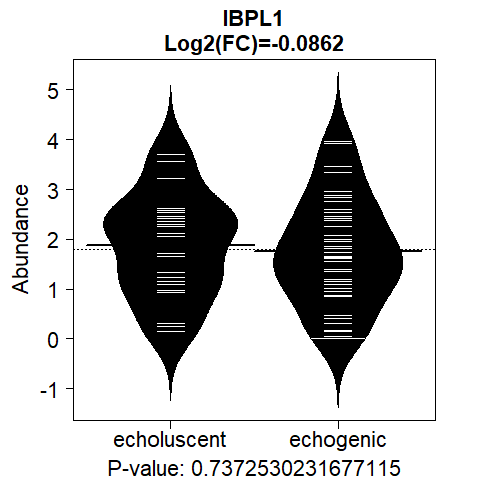 IBPL1
Log2(FC)=-0.0862
Abundance
5
4
3
2
1
0
-1
echoluscent echogenic
P-value: 0.7372530231677115